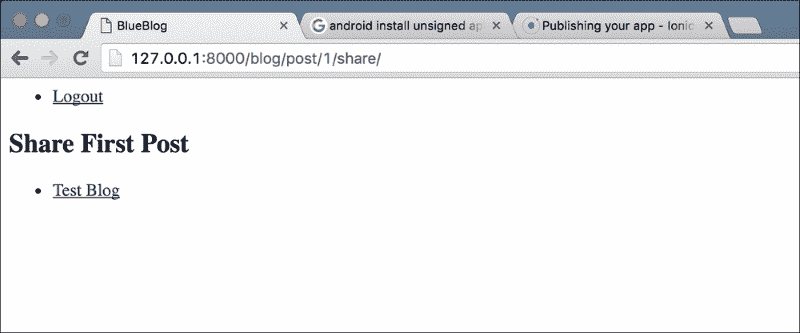 BlueBlog
android install unsigned ap
Publishing your app - Ionic
127.0.0.1:8000/blog/post/1/share/
Logout
Share First Post
Test Blog